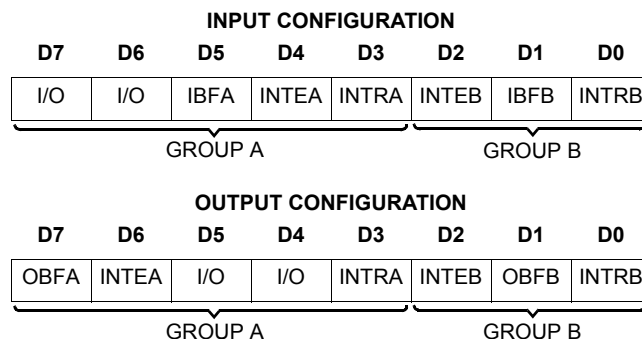 INPUT CONFIGURATION
D7 D6 D5 D4 D3 D2 D1 D0
I/O I/O IBFA INTEA INTRA INTEB IBFB INTRB
GROUP A GROUP B
OUTPUT CONFIGURATION
D7 D6 D5 D4 D3 D2 D1 D0
OBFA INTEA I/O I/O INTRA INTEB OBFB INTRB
GROUP A GROUP B